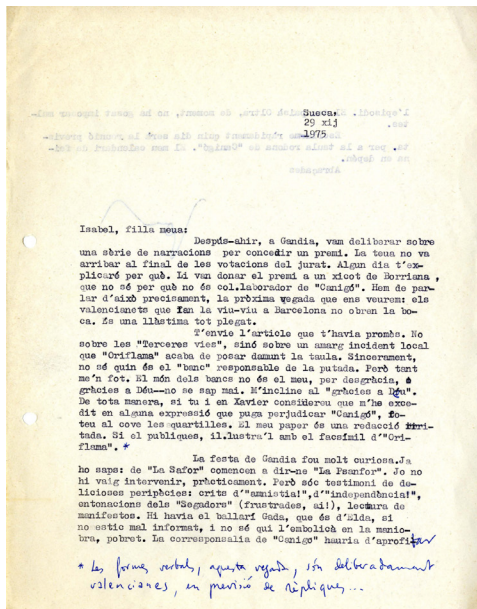 Sueca,
29 xij
1975
Isabel, filla meua:
Despús-ahir, a Gandia, vam deliberar sobre
una sèrie de narracions per concedir un premi. La teua no va
arribar al final de les votacions del jurat. Algun dia t'ex-
plicaré per què. Li van donar el premi a un xicot de Borriana ,
que no sé per què no és col.laborador de "Canigó". Hem de par-
lar d'això precisament, la pròxima vegada que ens veurem: els
valencianets que fan la viu-viu a Barcelona no obren la bo-
ca. És una llàstima tot plegat.
T'envie l'article que t'havia promès. No
sobre les "Terceres vies", sinó sobre un amarg incident local
que "Oriflama" acaba de posar damunt la taula. Sincerament,
no sé quin és el "banc" responsable de la putada. Però tant
me'n fot. El món dels bancs no és el meu, per desgràcia, o
gràcies a Déu--no se sap mai. M'incline al "gràcies a Déu".
De tota manera, si tu i en Xavier considereu que m'he exce-
dit en alguna expressió que puga perjudicar "Canigó", fo-
teu al cove les quartilles. El meu paper és una redacció irri-
tada. Si el publiques, il.lustra'l amb el facsímil d'"Ori-
flama". *
La festa de Gandia fou molt curiosa.Ja
ho saps: de "La Safor" comencen a dir-ne "La Psanfor". Jo no
hi vaig intervenir, pràcticament. Però sóc testimoni de de-
licioses peripècies: crits d'"amnistia!",d'"independència!",
entonacions dels "Segadors" (frustrades, ai!), lectura de
manifestos. Hi havia el ballarí Gada, que és d'Elda, si
no estic mal informat, i no sé qui l'embolicà en la manio-
bra, pobret. La corresponsalia de "Canigó" hauria d'aprofitar
* Les formes verbals, aquesta vegada, són deliberadament
valencianes, en previsió de rèpliques...